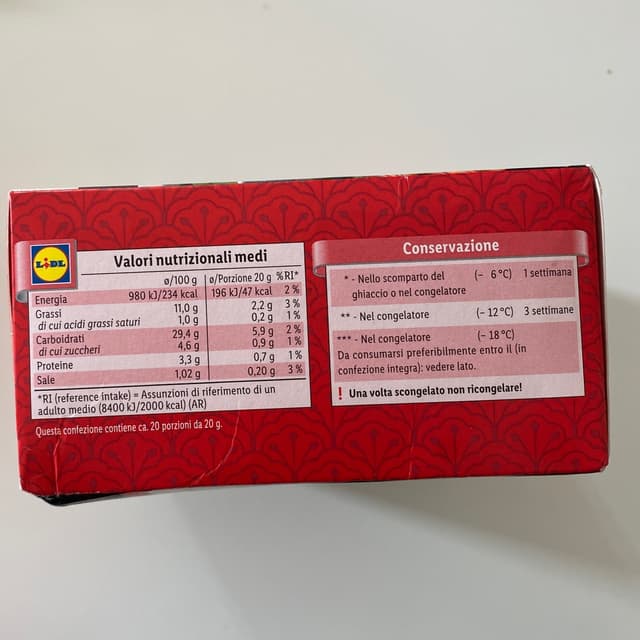 LIDL
Valori nutrizionali medi
ø/100 g ø/Porzione 20 g %RI*
Energia 980 kJ/234 kcal 196 kJ/47 kcal 2 %
Grassi 11,0 g 2,2 g 3 %
di cui acidi grassi saturi 1,0 g 0,2 g 1 %
Carboidrati 29,4 g 5,9 g 2 %
di cui zuccheri 4,6 g 0,9 g 1 %
Proteine 3,3 g 0,7 g 1 %
Sale 1,02 g 0,20 g 3 %
*RI (reference intake) = Assunzioni di riferimento di un
adulto medio (8400 kJ/2000 kcal) (AR)
Questa confezione contiene ca. 20 porzioni da 20 g.
Conservazione
* - Nello scomparto del (- 6°C) 1 settimana
ghiaccio o nel congelatore
** - Nel congelatore (- 12°C) 3 settimane
*** - Nel congelatore (- 18°C)
Da consumarsi preferibilmente entro il (in
confezione integra): vedere lato.
! Una volta scongelato non ricongelare!